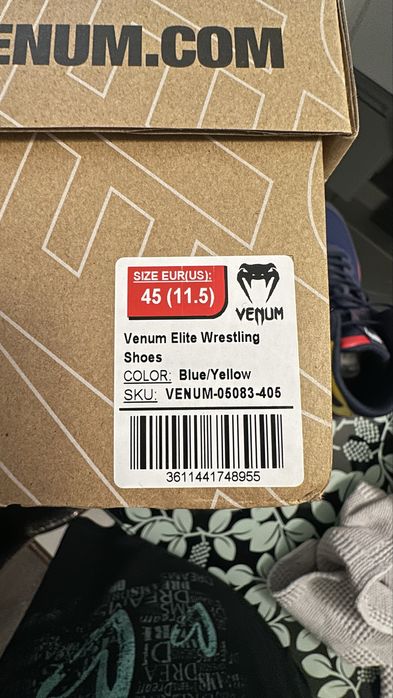 ENUM.COM
SIZE EUR(US):
45 (11.5)
VENUM
Venum Elite Wrestling
Shoes
COLOR: Blue/Yellow
SKU: VENUM-05083-405
3611441748955
DREAM